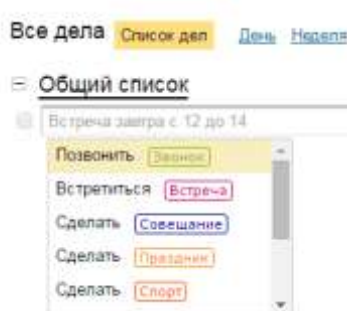 Все дела Список дел День Неделя
Общий список
Встреча завтра с 12 до 14
Позвонить Звонок
Встретиться Встреча
Сделать Совещание
Сделать Праздник
Сделать Спорт